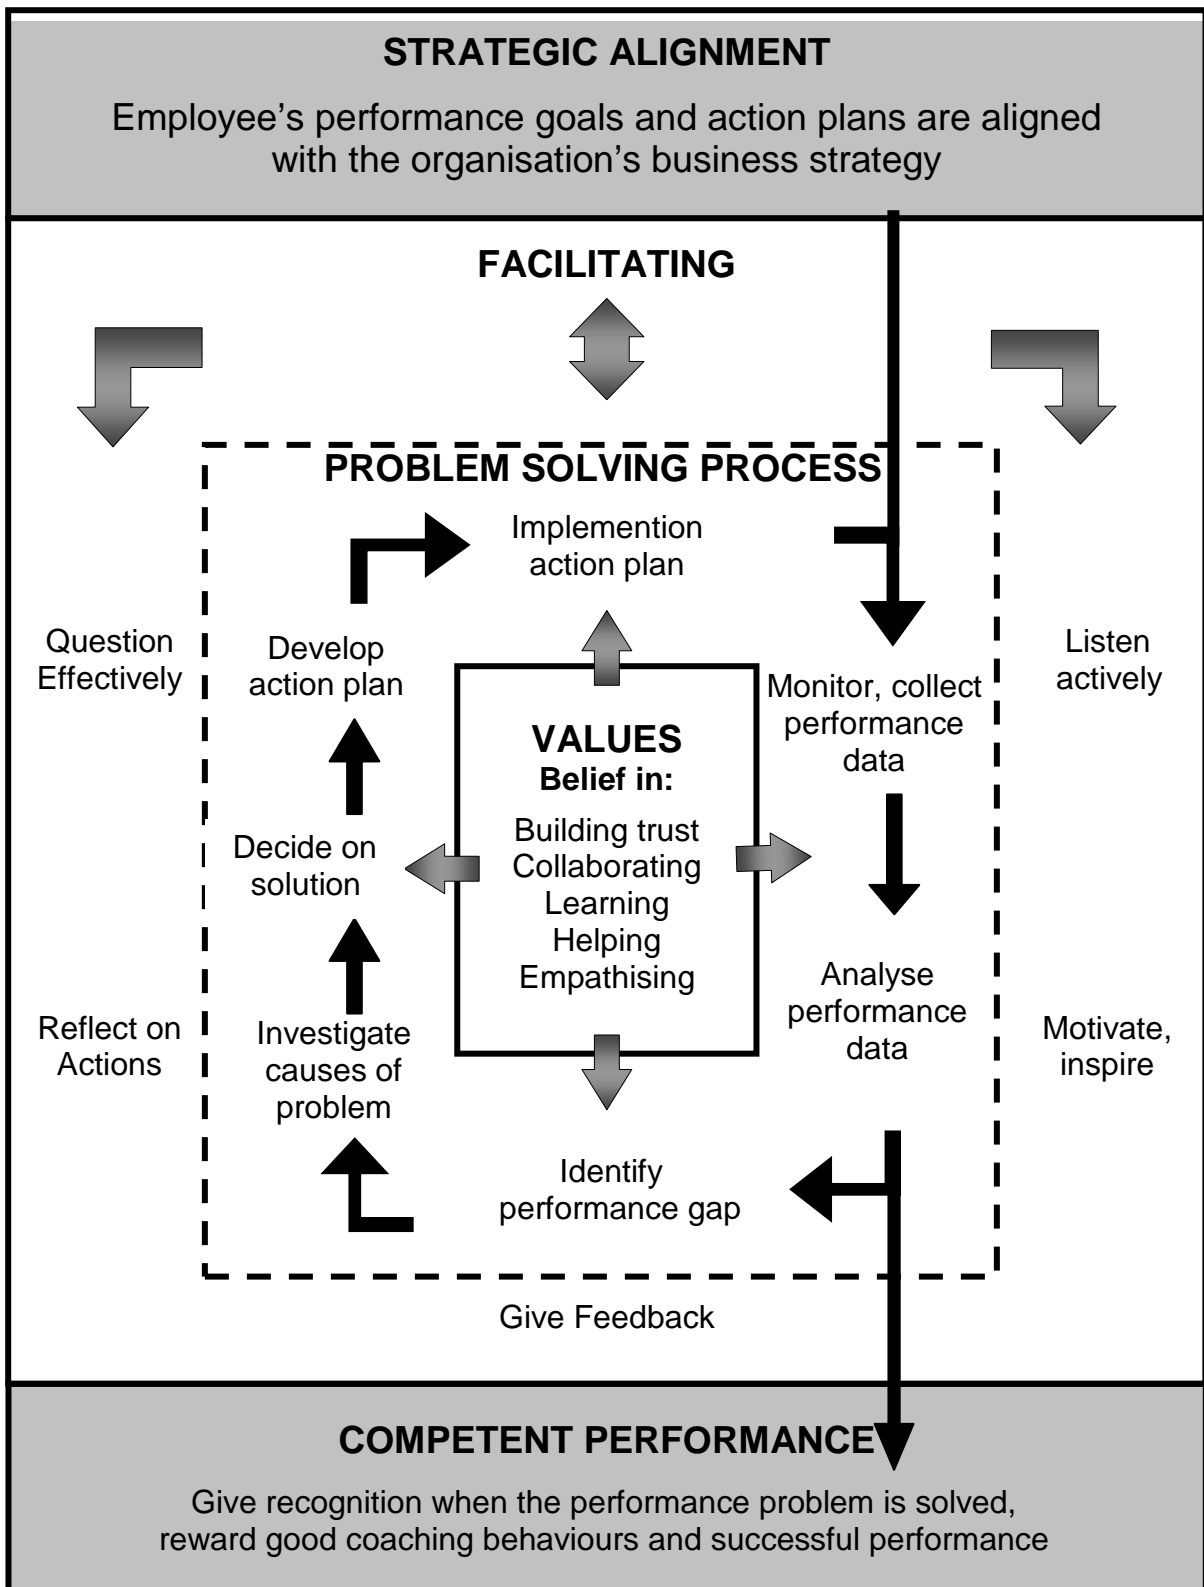 STRATEGIC ALIGNMENT
Employee’s performance goals and action plans are aligned
with the organisation’s business strategy
FACILITATING
PROBLEM SOLVING PROCESS
Implemention
action plan
Question
Effectively
Develop
action plan
Listen
actively
Monitor, collect
performance
data
VALUES
Belief in:
Building trust
Collaborating
Learning
Helping
Empathising
Decide on
solution
Analyse
performance
data
Reflect on
Actions
Investigate
causes of
problem
Motivate,
inspire
Identify
performance gap
Give Feedback
COMPETENT PERFORMANCE
Give recognition when the performance problem is solved,
reward good coaching behaviours and successful performance